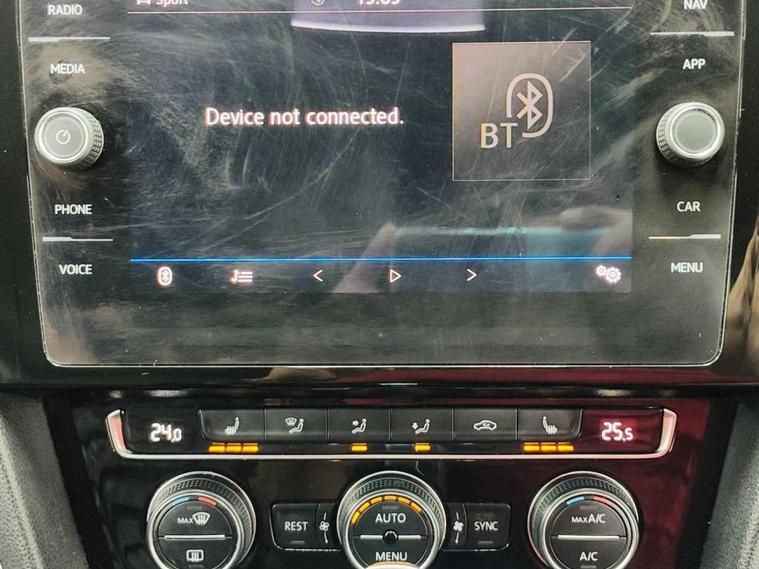 RADIO
Sport
NAV
MEDIA
APP
Device not connected.
BT
PHONE
CAR
VOICE
MENU
24.0
25.5
MAX
REST
AUTO
MENU
SYNC
MAX A/C
A/C